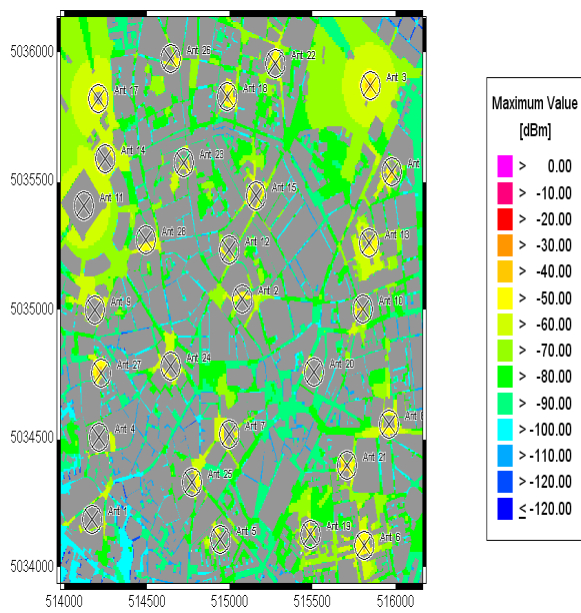 5036000
5035500
5035000
5034500
5034000
514000 514500 515000 515500 516000
Ant. 26
Ant. 22
Ant. 3
Ant. 17
Ant. 18
Ant. 14
Ant. 23
Ant.
Ant. 11
Ant. 15
Ant. 28
Ant. 12
Ant. 13
Ant. 2
Ant. 9
Ant. 10
Ant. 27
Ant. 24
Ant. 20
Ant. 4
Ant. 7
Ant. 21
Ant. 25
Ant. 1
Ant. 5
Ant. 19
Ant. 6
Maximum Value
[dBm]
> 0.00
> -10.00
> -20.00
> -30.00
> -40.00
> -50.00
> -60.00
> -70.00
> -80.00
> -90.00
> -100.00
> -110.00
> -120.00
≤ -120.00